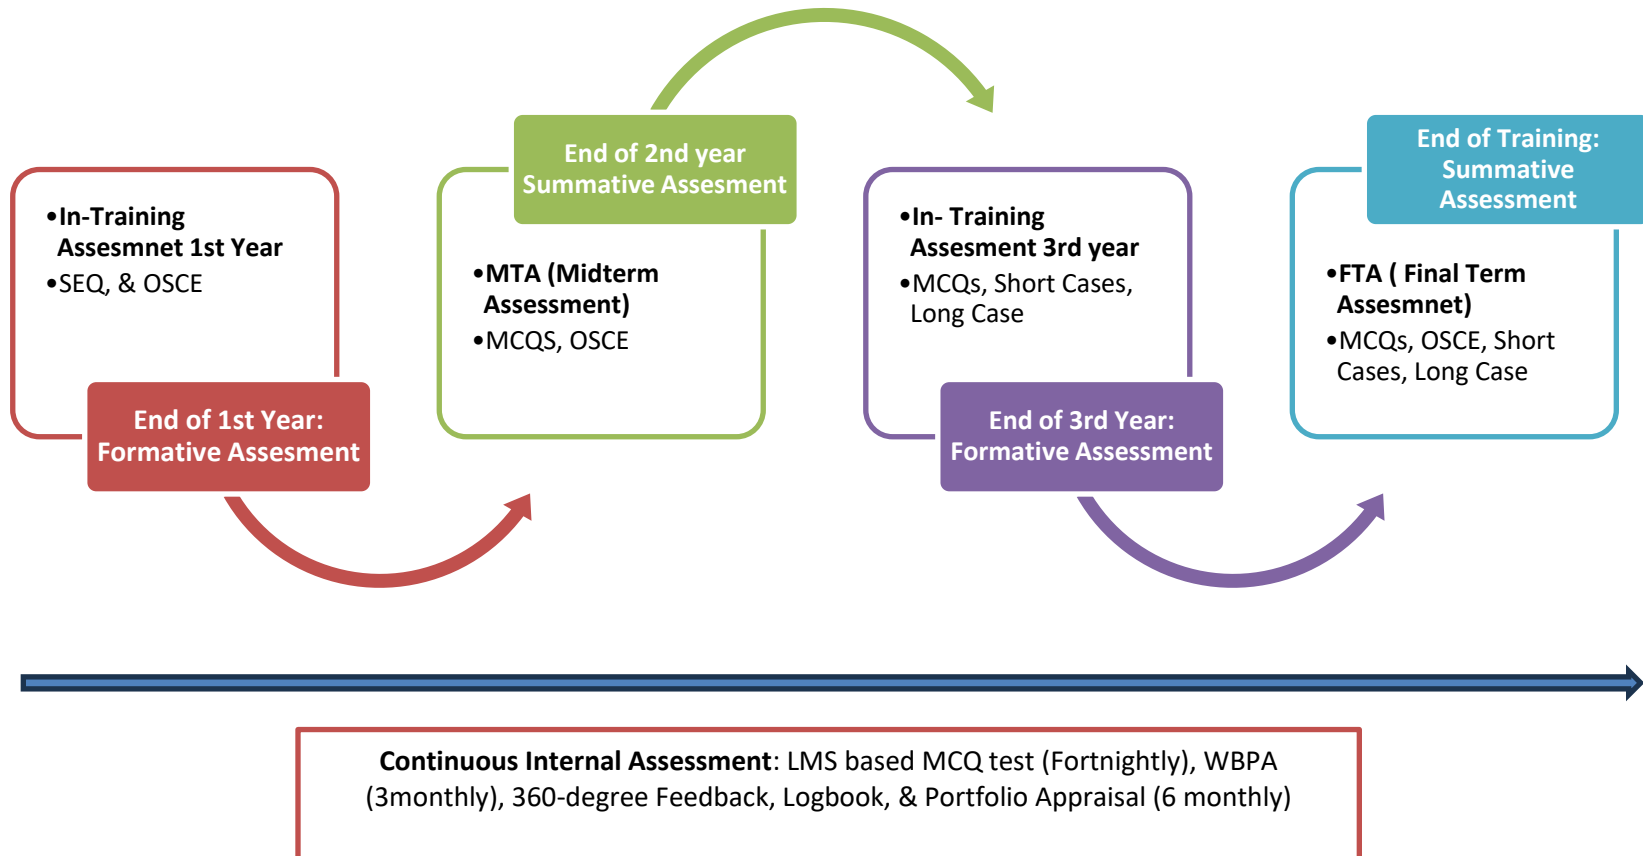 •In-Training
Assesmnet 1st Year
•SEQ, & OSCE
End of 1st Year:
Formative Assesment
End of 2nd year
Summative Assesment
•MTA (Midterm
Assessment)
•MCQS, OSCE
•In- Training
Assesment 3rd year
•MCQs, Short Cases,
Long Case
End of 3rd Year:
Formative Assessment
End of Training:
Summative
Assessment
•FTA ( Final Term
Assesmnet)
•MCQs, OSCE, Short
Cases, Long Case
Continuous Internal Assessment: LMS based MCQ test (Fortnightly), WBPA
(3monthly), 360-degree Feedback, Logbook, & Portfolio Appraisal (6 monthly)